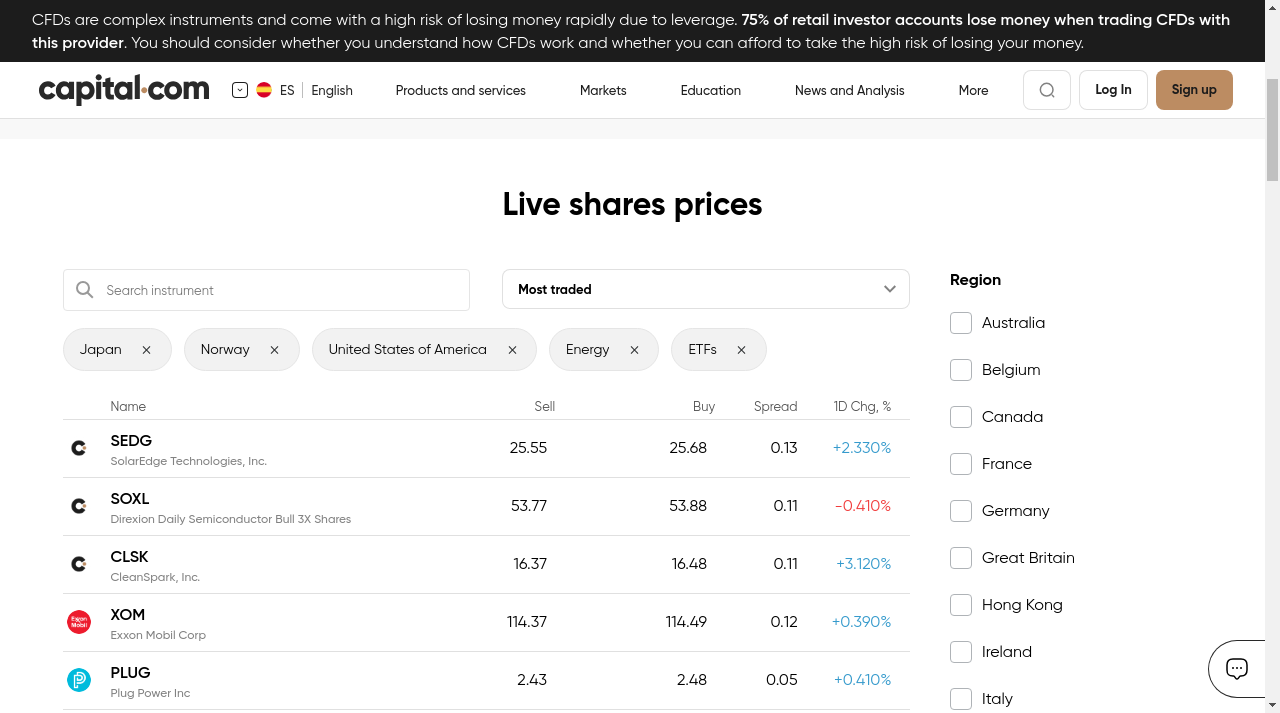 CFDs are complex instruments and come with a high risk of losing money rapidly due to leverage. 75% of retail investor accounts lose money when trading CFDs with
this provider. You should consider whether you understand how CFDs work and whether you can afford to take the high risk of losing your money.
capital.com ES English Products and services Markets Education News and Analysis More Log In Sign up
Live shares prices
Search instrument
Most traded
Japan × Norway × United States of America × Energy × ETFs ×
Name Sell Buy Spread 1D Chg, %
SEDG
SolarEdge Technologies, Inc.
25.55 25.68 0.13 +2.330%
SOXL
Direxion Daily Semiconductor Bull 3X Shares
53.77 53.88 0.11 -0.410%
CLSK
CleanSpark, Inc.
16.37 16.48 0.11 +3.120%
XOM
Exxon Mobil Corp
114.37 114.49 0.12 +0.390%
PLUG
Plug Power Inc
2.43 2.48 0.05 +0.410%
Region
Australia
Belgium
Canada
France
Germany
Great Britain
Hong Kong
Ireland
Italy